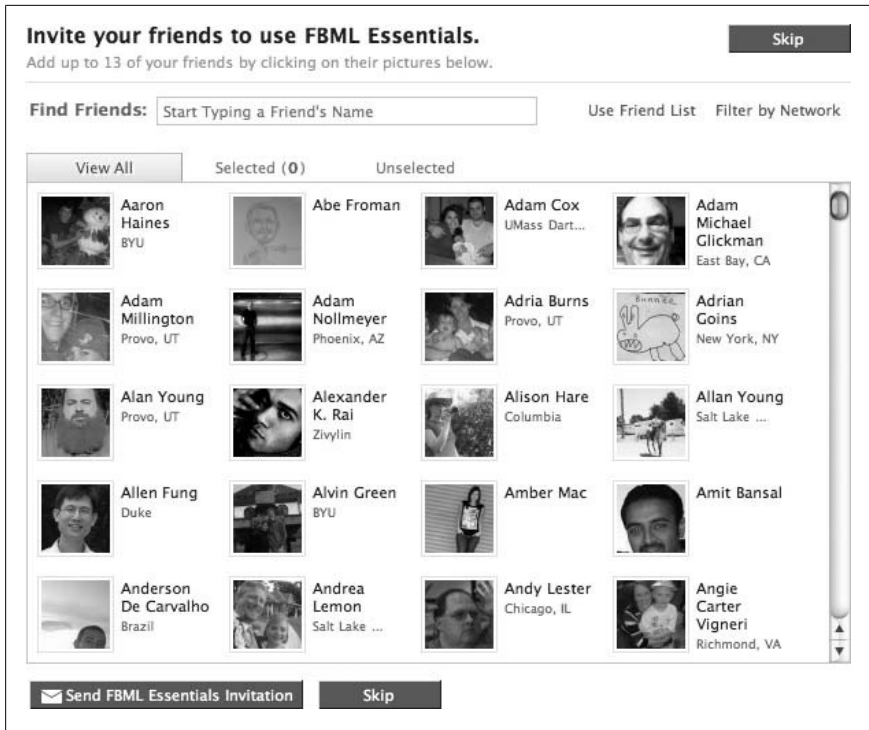 Invite your friends to use FBML Essentials.
Skip
Add up to 13 of your friends by clicking on their pictures below.
Find Friends:
Start Typing a Friend's Name
Use Friend List
Filter by Network
View All
Selected (0)
Unselected
Aaron
Haines
BYU
Abe Froman
Adam Cox
UMass Dart...
Adam
Michael
Glickman
East Bay, CA
Adam
Millington
Provo, UT
Adam
Nollmeyer
Phoenix, AZ
Adria Burns
Provo, UT
BUNNEE
Adrian
Goins
New York, NY
Alan Young
Provo, UT
Alexander
K. Rai
Zivylin
Alison Hare
Columbia
Allan Young
Salt Lake ...
Allen Fung
Duke
Alvin Green
BYU
Amber Mac
Amit Bansal
Anderson
De Carvalho
Brazil
Andrea
Lemon
Salt Lake ...
Andy Lester
Chicago, IL
Angie
Carter
Vigneri
Richmond, VA
Send FBML Essentials Invitation
Skip